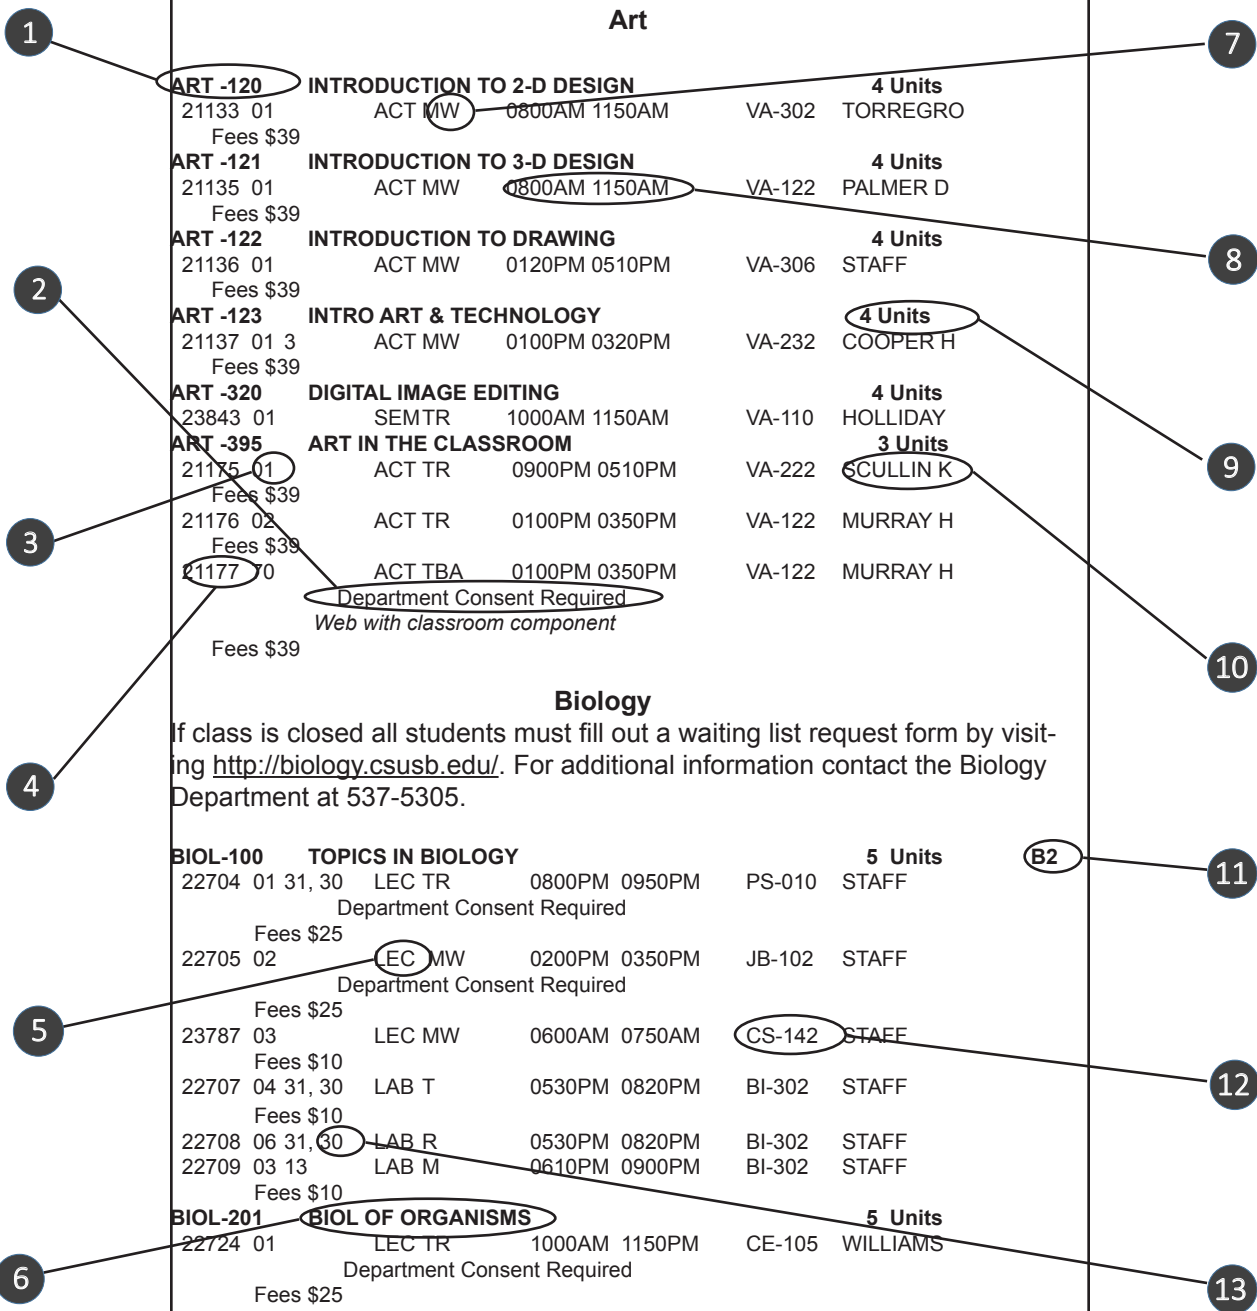 Art
1
7
ART -120 INTRODUCTION TO 2-D DESIGN 4 Units
21133 01 ACT MW 0800AM 1150AM VA-302 TORREGRO
Fees $39
ART -121 INTRODUCTION TO 3-D DESIGN 4 Units
21135 01 ACT MW 0800AM 1150AM VA-122 PALMER D
Fees $39
ART -122 INTRODUCTION TO DRAWING 4 Units
8
21136 01 ACT MW 0120PM 0510PM VA-306 STAFF
2
Fees $39
ART -123 INTRO ART & TECHNOLOGY 4 Units
21137 01 3 ACT MW 0100PM 0320PM VA-232 COOPER H
Fees $39
ART -320 DIGITAL IMAGE EDITING 4 Units
23843 01 SEMTR 1000AM 1150AM VA-110 HOLLIDAY
ART -395 ART IN THE CLASSROOM 3 Units
9
21175 01 ACT TR 0900PM 0510PM VA-222 SCULLIN K
Fees $39
21176 02 ACT TR 0100PM 0350PM VA-122 MURRAY H
3
Fees $39
21177 70 ACT TBA 0100PM 0350PM VA-122 MURRAY H
Department Consent Required
Web with classroom component
Fees $39
10
Biology
If class is closed all students must fill out a waiting list request form by visit-
ing http://biology.csusb.edu/. For additional information contact the Biology
4
Department at 537-5305.
BIOL-100 TOPICS IN BIOLOGY 5 Units B2
11
22704 01 31, 30 LEC TR 0800PM 0950PM PS-010 STAFF
Department Consent Required
Fees $25
22705 02 LEC MW 0200PM 0350PM JB-102 STAFF
Department Consent Required
Fees $25
5
23787 03 LEC MW 0600AM 0750AM CS-142 STAFF
Fees $10
12
22707 04 31, 30 LAB T 0530PM 0820PM BI-302 STAFF
Fees $10
22708 06 31, 30 LAB R 0530PM 0820PM BI-302 STAFF
22709 03 13 LAB M 0610PM 0900PM BI-302 STAFF
Fees $10
BIOL-201 BIOL OF ORGANISMS 5 Units
22724 01 LEC TR 1000AM 1150PM CE-105 WILLIAMS
Department Consent Required
6
13
Fees $25